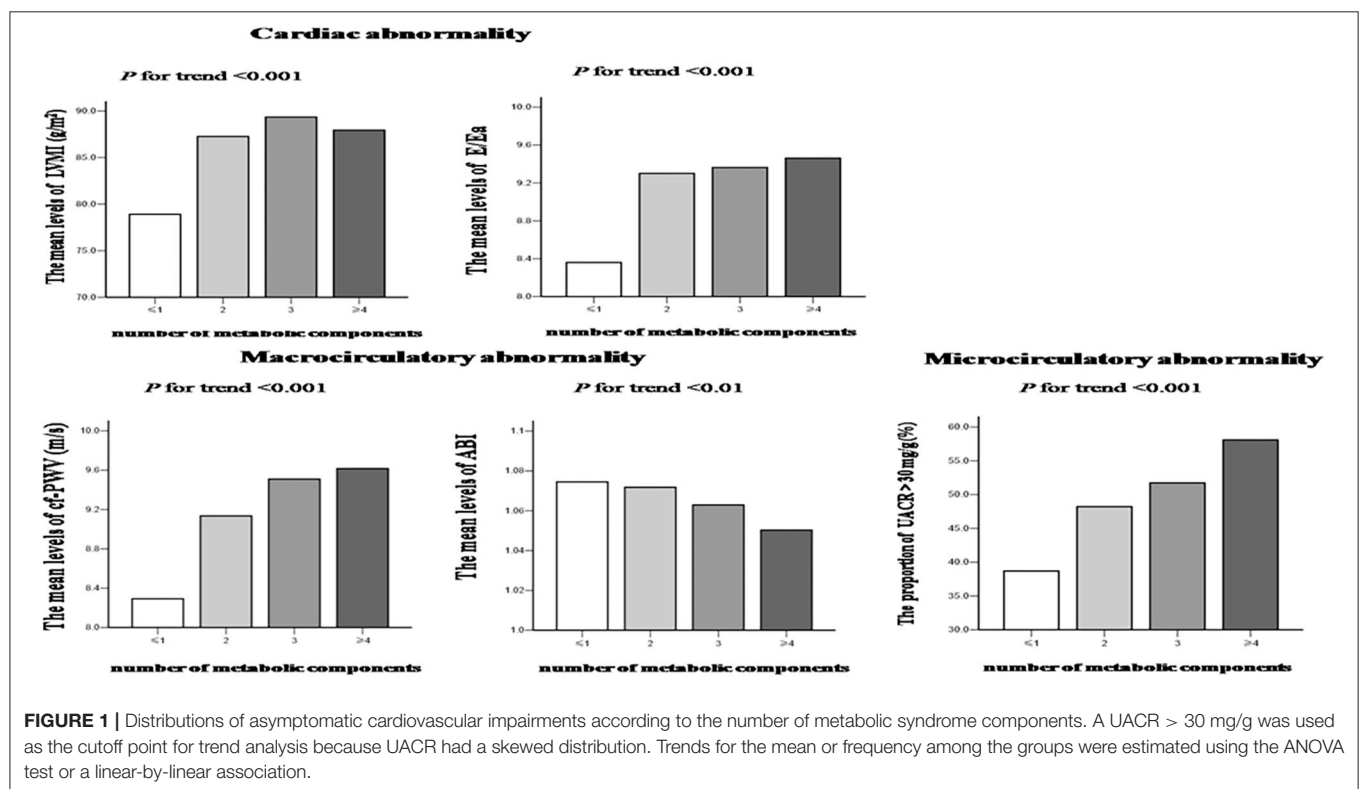 Cardiac abnormality
P for trend <0.001
P for trend <0.001
The mean levels of LVMI (g/m²)
90.0
85.0
80.0
75.0
70.0
≤1
2
3
≥4
number of metabolic components
The mean levels of E/Ea
10.0
9.6
9.2
8.8
8.4
8.0
≤1
2
3
≥4
number of metabolic components
Macrocirculatory abnormality
Microcirculatory abnormality
P for trend <0.001
P for trend <0.01
P for trend <0.001
The mean levels of cf-PWV (m/s)
10.0
9.6
9.2
8.8
8.4
8.0
≤1
2
3
≥4
number of metabolic components
The mean levels of ABI
1.1
1.08
1.06
1.04
1.02
1.0
≤1
2
3
≥4
number of metabolic components
The proportion of UACR > 30 mg/g (%)
60.0
55.0
50.0
45.0
40.0
35.0
30.0
≤1
2
3
≥4
number of metabolic components
FIGURE 1 | Distributions of asymptomatic cardiovascular impairments according to the number of metabolic syndrome components. A UACR > 30 mg/g was used
as the cutoff point for trend analysis because UACR had a skewed distribution. Trends for the mean or frequency among the groups were estimated using the ANOVA
test or a linear-by-linear association.